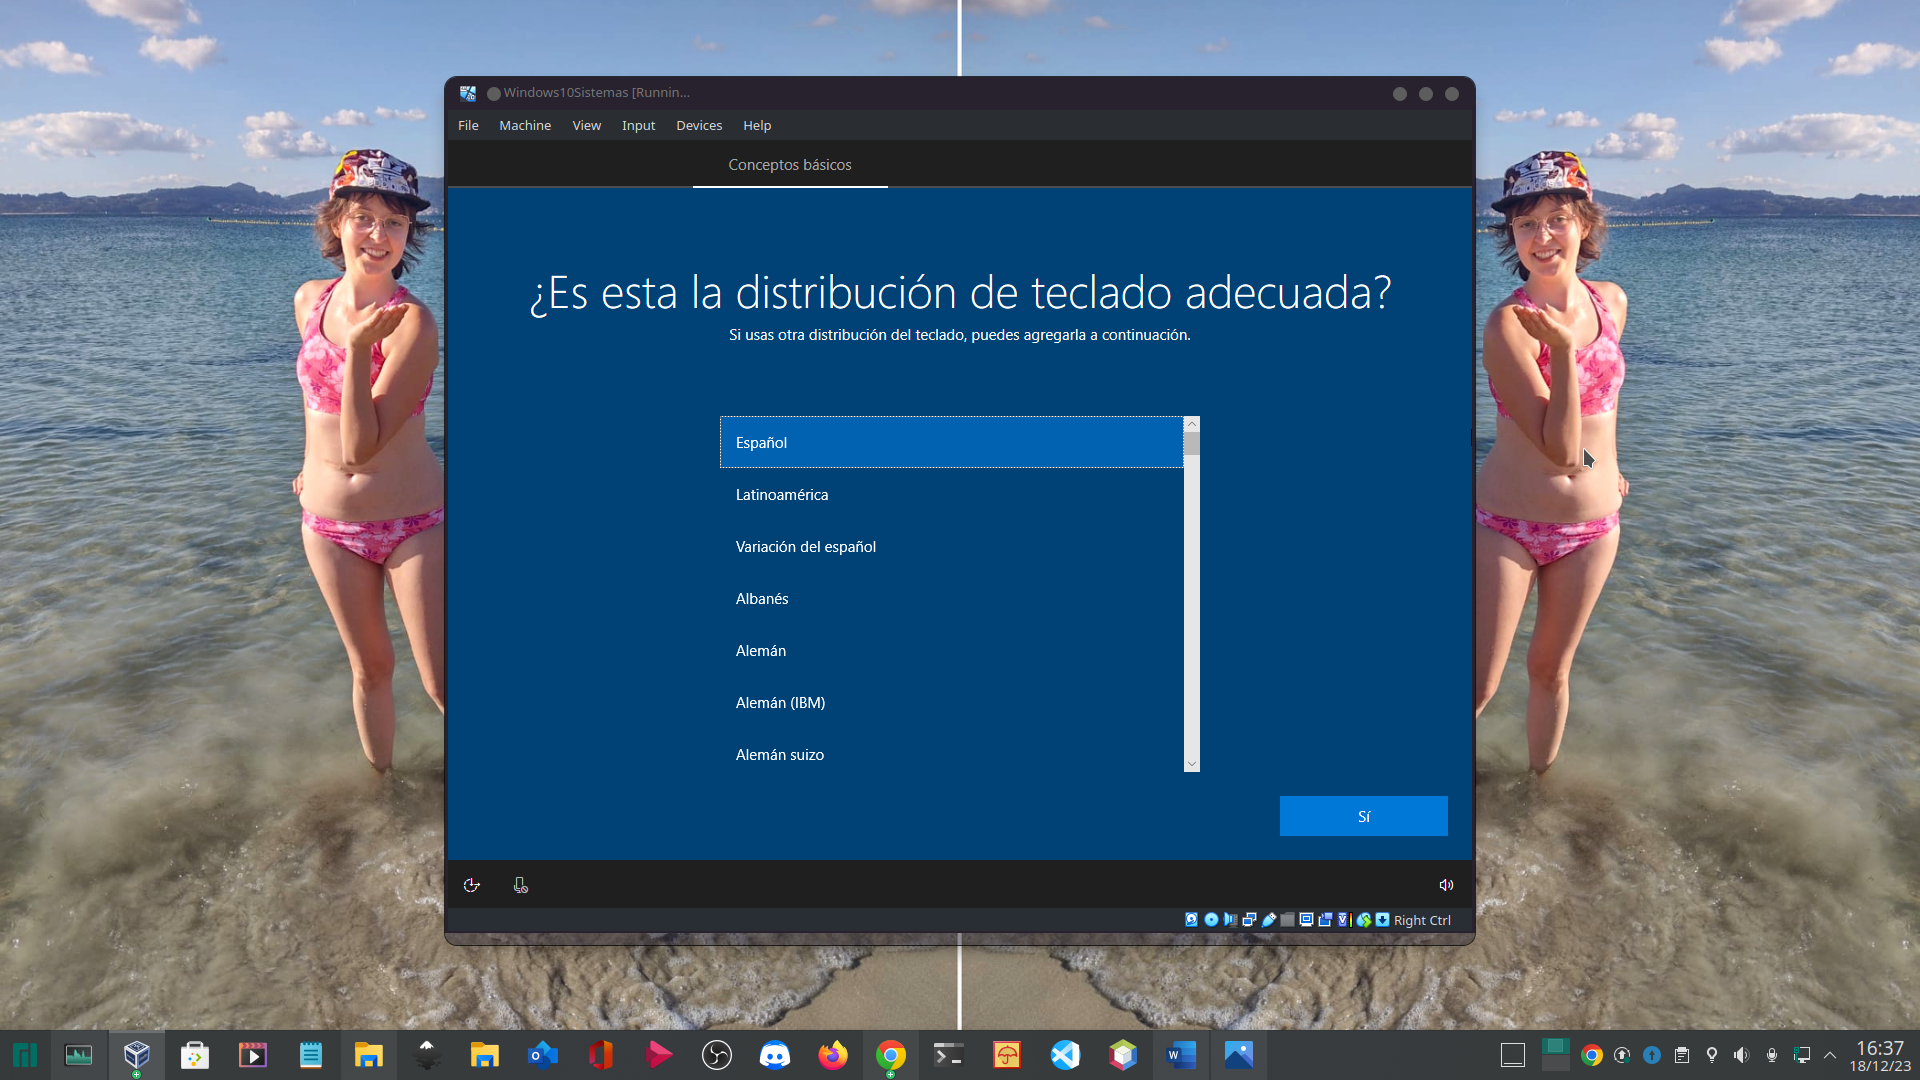 Windows10Sistemas [Runnin...
File Machine View Input Devices Help
Conceptos básicos
¿Es esta la distribución de teclado adecuada?
Si usas otra distribución del teclado, puedes agregarla a continuación.
Español
Latinoamérica
Variación del español
Albanés
Alemán
Alemán (IBM)
Alemán suizo
Sí
Right Ctrl
16:37
18/12/23